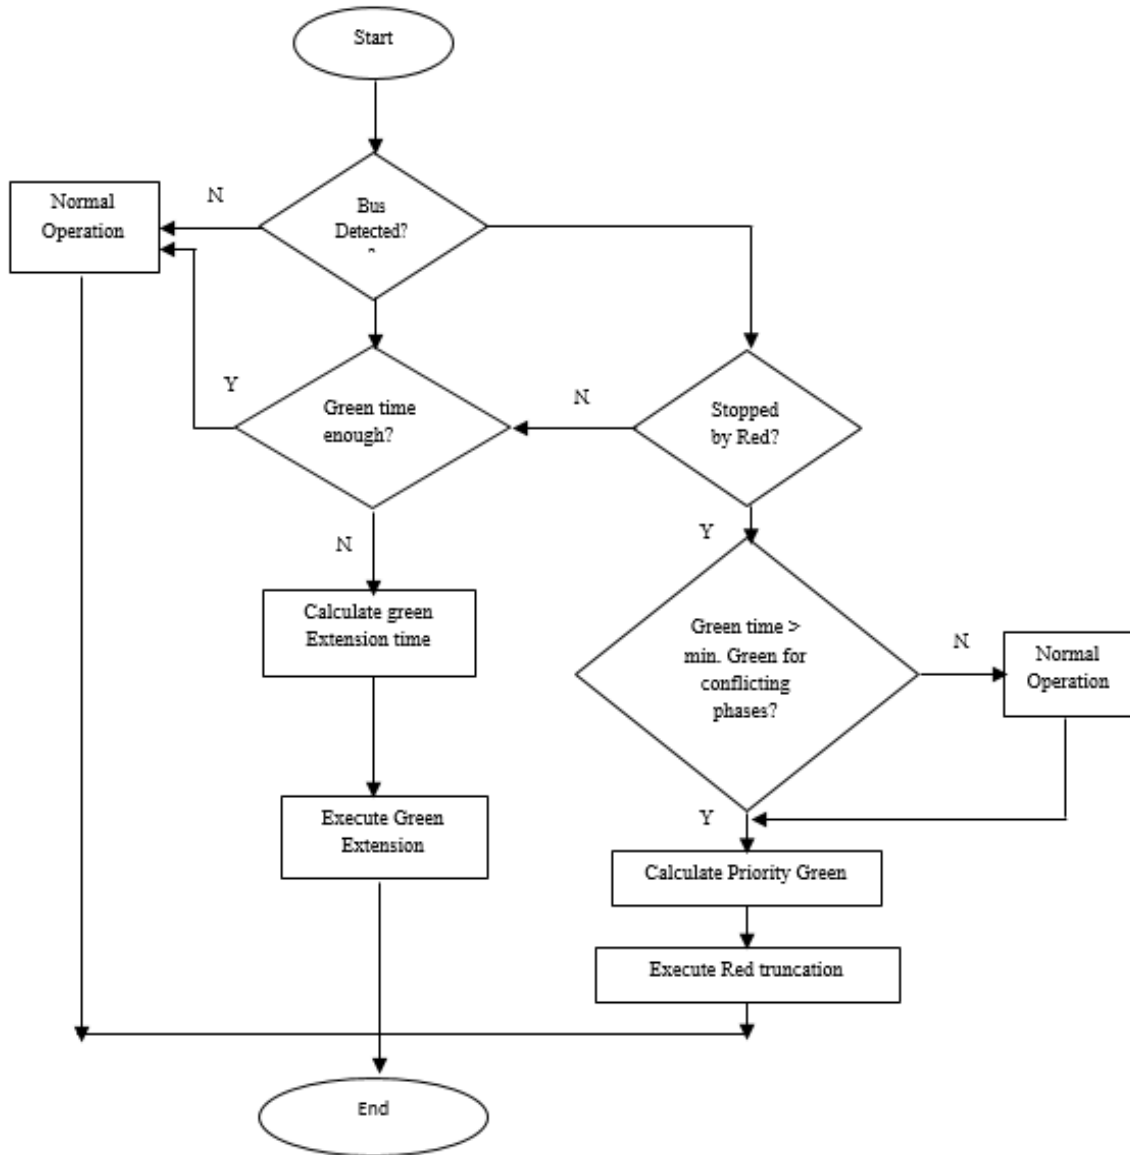 Start
Bus
Detected?
Normal
Operation
N
Green time
enough?
Y
N
Stopped
by Red?
N
Y
Calculate green
Extension time
Green time >
min. Green for
conflicting
phases?
N
Normal
Operation
Execute Green
Extension
Y
Calculate Priority Green
Execute Red truncation
End